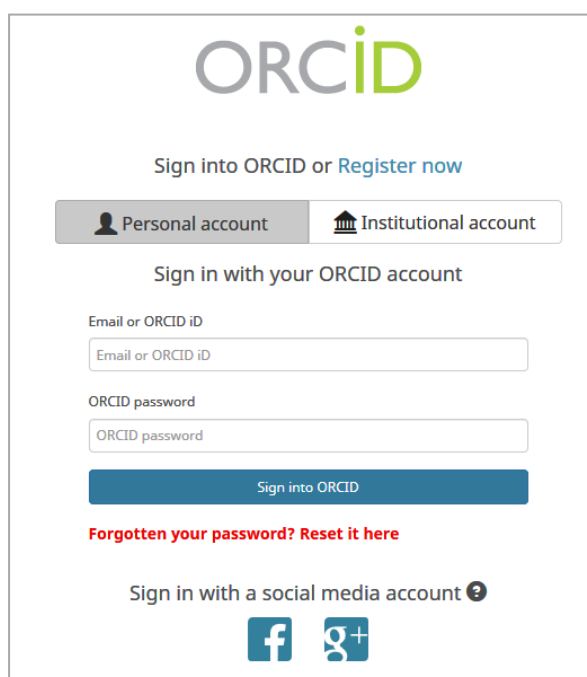 ORCiD
Sign into ORCID or Register now
Personal account
Institutional account
Sign in with your ORCID account
Email or ORCID iD
Email or ORCID iD
ORCID password
ORCID password
Sign into ORCID
Forgotten your password? Reset it here
Sign in with a social media account ?
f g+